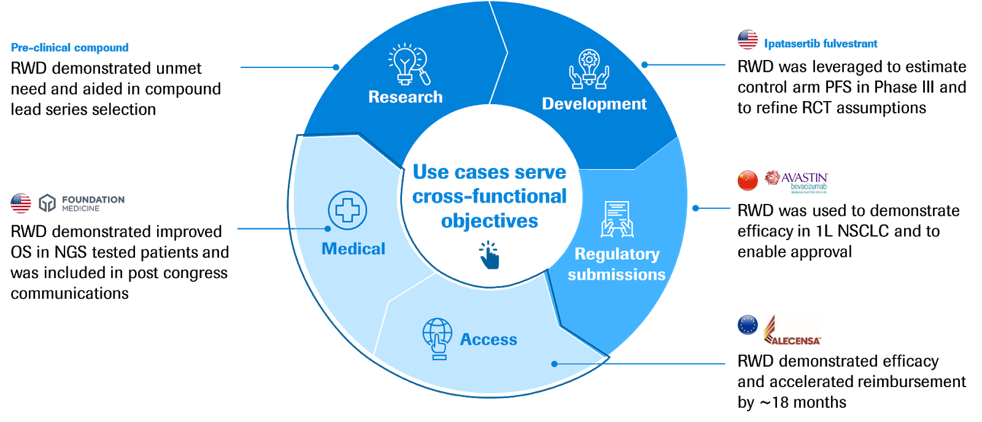 Pre-clinical compound
RWD demonstrated unmet
need and aided in compound
lead series selection
Research
Development
Ipatasertib fulvestrant
RWD was leveraged to estimate
control arm PFS in Phase III and
to refine RCT assumptions
Use cases serve
cross-functional
objectives
FOUNDATION
MEDICINE
RWD demonstrated improved
OS in NGS tested patients and
was included in post congress
communications
Medical
Regulatory
submissions
AVASTIN
bevacizumab
RWD was used to demonstrate
efficacy in 1L NSCLC and to
enable approval
Access
ALECENSA
RWD demonstrated efficacy
and accelerated reimbursement
by ~18 months